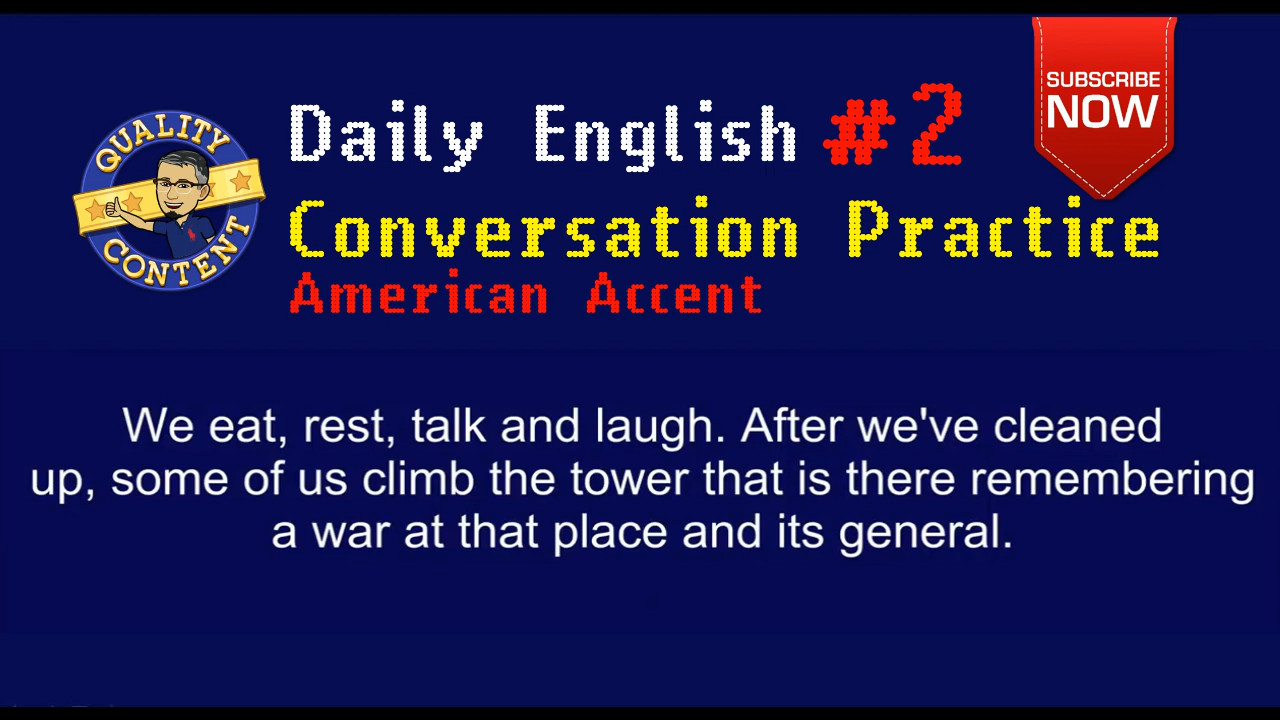 SUBSCRIBE
NOW
Daily English #2
QUALITY
CONTENT
Conversation Practice
American Accent
We eat, rest, talk and laugh. After we've cleaned
up, some of us climb the tower that is there remembering
a war at that place and its general.